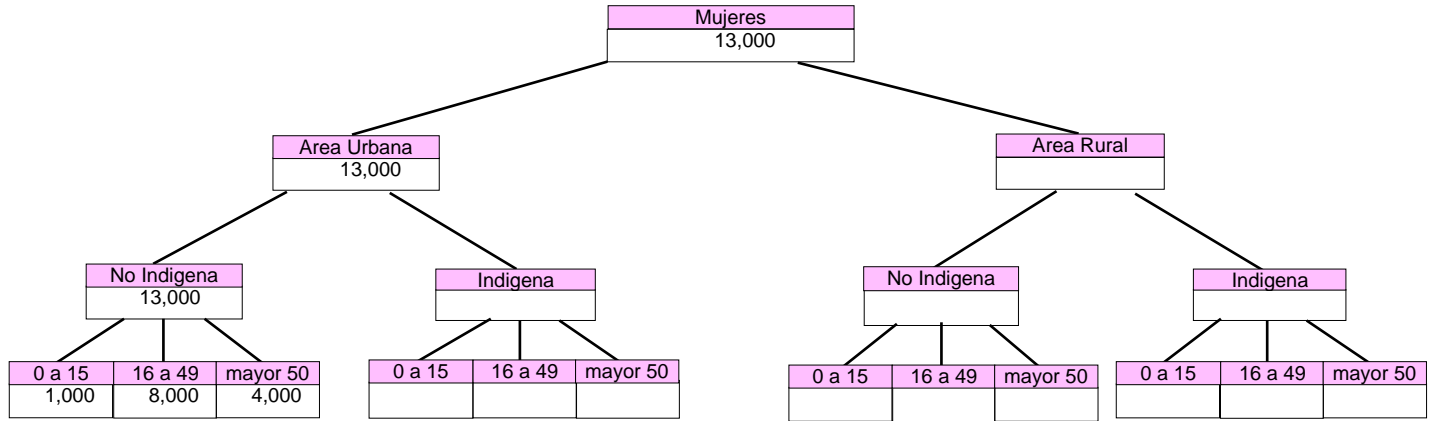 Mujeres
13,000
Area Urbana
13,000
Area Rural
No Indigena
13,000
Indigena
No Indigena
Indigena
0 a 15 16 a 49 mayor 50
1,000 8,000 4,000
0 a 15 16 a 49 mayor 50
0 a 15 16 a 49 mayor 50
0 a 15 16 a 49 mayor 50